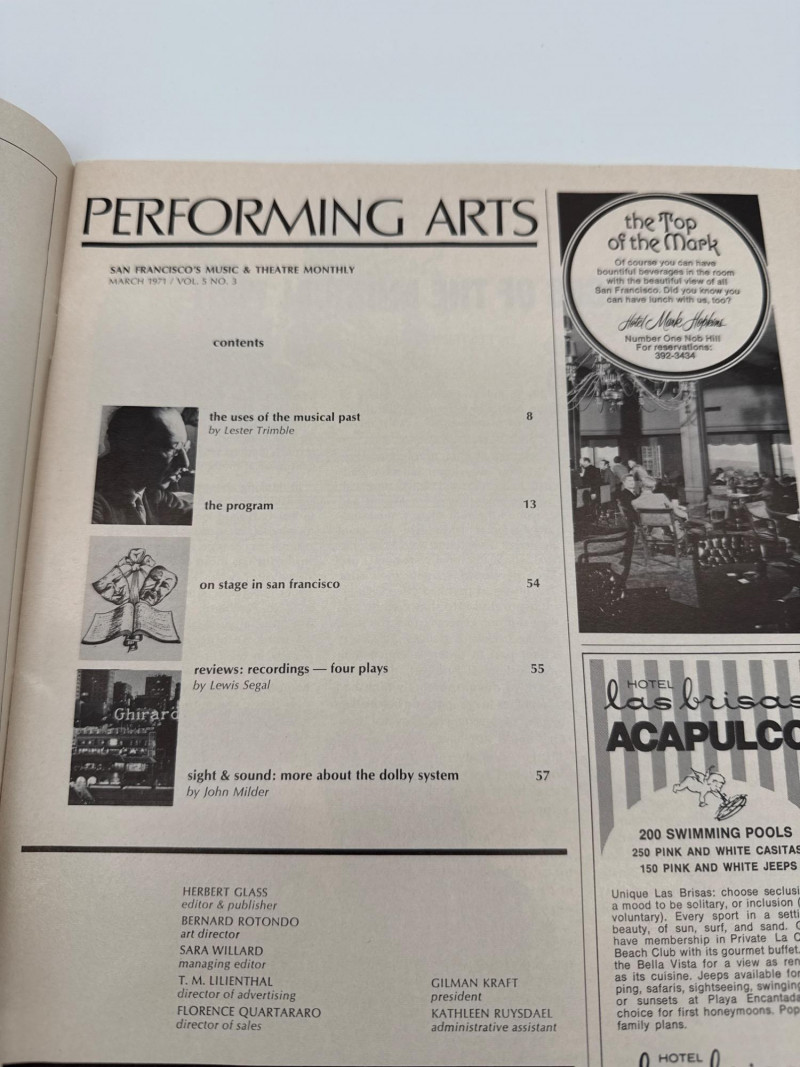 PERFORMING ARTS
SAN FRANCISCO'S MUSIC & THEATRE MONTHLY
MARCH 1971 / VOL. 5 NO. 3
contents
the uses of the musical past 8
by Lester Trimble
the program 13
on stage in san francisco 54
reviews: recordings — four plays 55
by Lewis Segal
Ghirard
sight & sound: more about the dolby system 57
by John Milder
HERBERT GLASS
editor & publisher
BERNARD ROTONDO
art director
SARA WILLARD
managing editor
T. M. LILIENTHAL
director of advertising
FLORENCE QUARTARARO
director of sales
GILMAN KRAFT
president
KATHLEEN RUYSDAEL
administrative assistant
the Top
of the Mark
Of course you can have
bountiful beverages in the room
with the beautiful view of all
San Francisco. Did you know you
can have lunch with us, too?
Hotel Mark Hopkins
Number One Nob Hill
For reservations:
392-3434
HOTEL
las brisas
ACAPULCO
200 SWIMMING POOLS
250 PINK AND WHITE CASITAS
150 PINK AND WHITE JEEPS
Unique Las Brisas: choose seclusi
a mood to be solitary, or inclusion (
voluntary). Every sport in a setti
beauty, of sun, surf, and sand.
have membership in Private La
Beach Club with its gourmet buffet.
the Bella Vista for a view as ren
as its cuisine. Jeeps available for
ping, safaris, sightseeing, swinging
or sunsets at Playa Encantada
choice for first honeymoons. Pop
family plans.
HOTEL